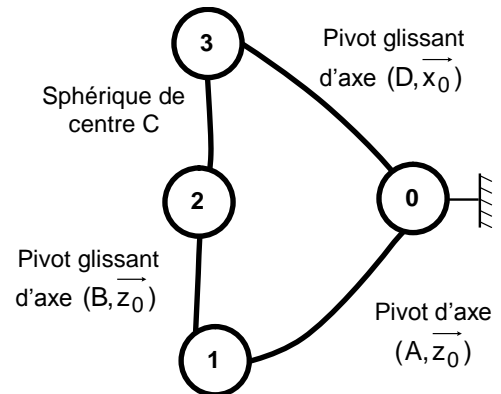 3
Pivot glissant
d'axe (D, x₀)
Sphérique de
centre C
2
0
Pivot glissant
d'axe (B, z₀)
Pivot d'axe
(A, z₀)
1